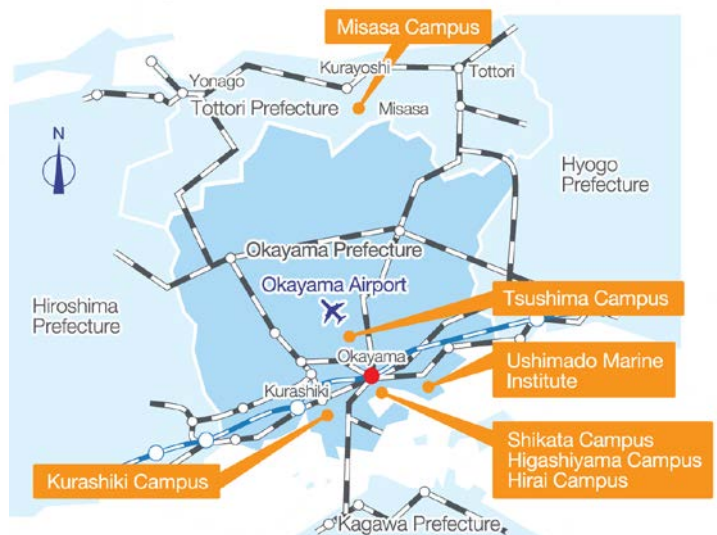 Misasa Campus
Kurayoshi
Tottori
Yonago
Tottori Prefecture
Misasa
N
Hyogo
Prefecture
Okayama Prefecture
Okayama Airport
Tsushima Campus
Hiroshima
Prefecture
Okayama
Ushimado Marine
Institute
Kurashiki
Shikata Campus
Higashiyama Campus
Hirai Campus
Kurashiki Campus
Kagawa Prefecture